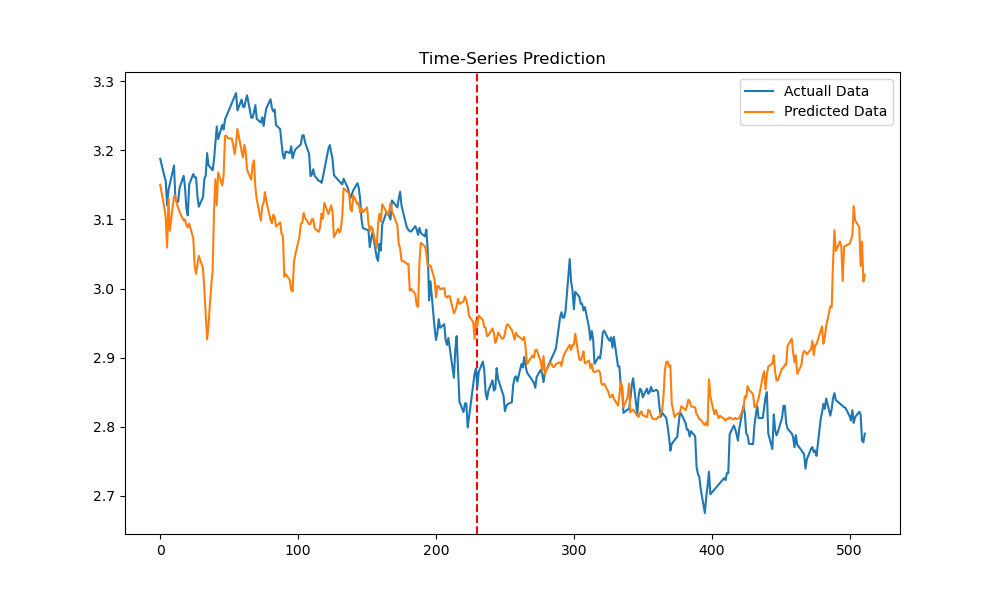 Time-Series Prediction
Actuall Data
Predicted Data
3.3
3.2
3.1
3.0
2.9
2.8
2.7
0 100 200 300 400 500